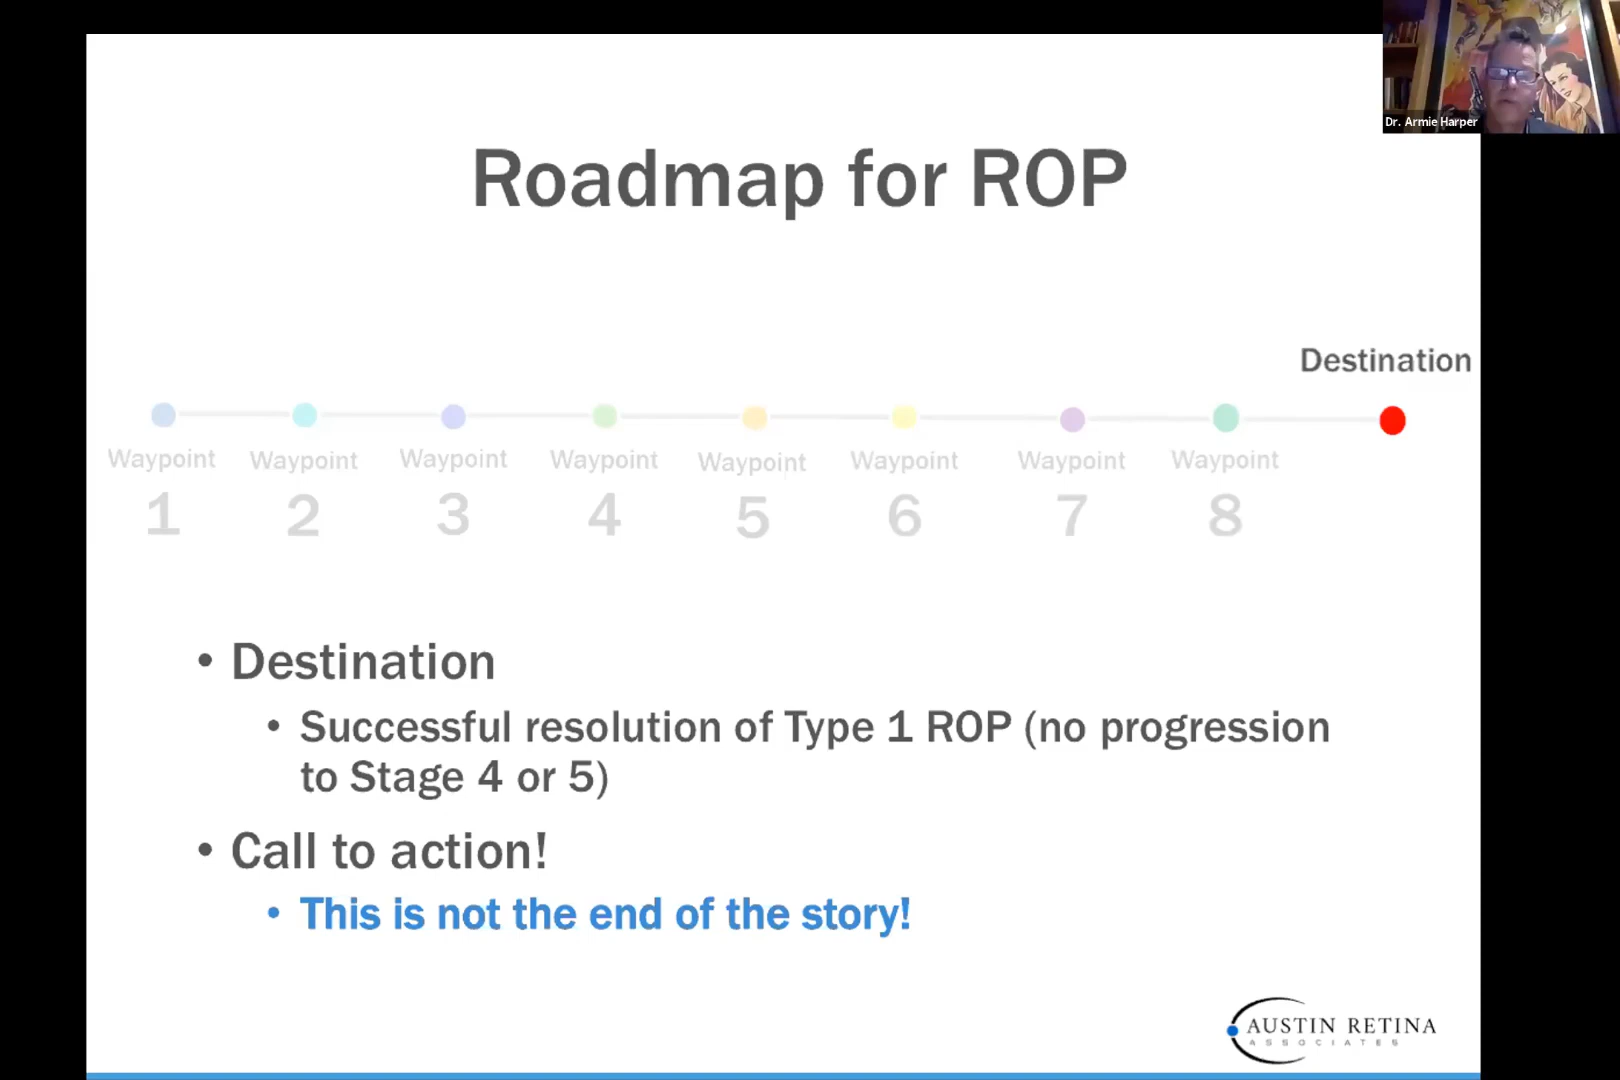 Dr. Armie Harper
Roadmap for ROP
Destination
Waypoint Waypoint Waypoint Waypoint Waypoint Waypoint Waypoint Waypoint
1 2 3 4 5 6 7 8
• Destination
• Successful resolution of Type 1 ROP (no progression
to Stage 4 or 5)
• Call to action!
• This is not the end of the story!
AUSTIN RETINA
ASSOCIATES